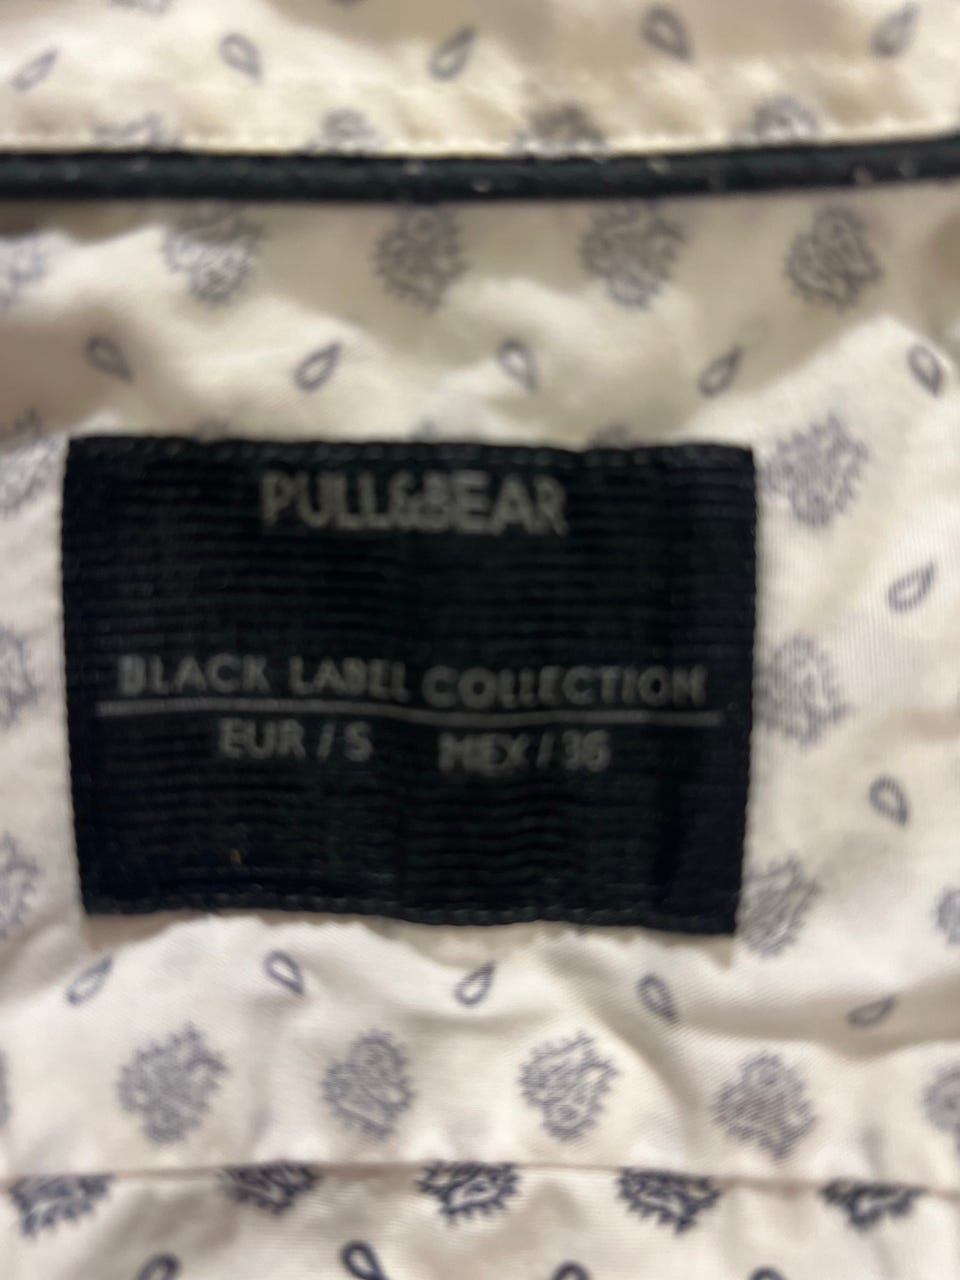 PULL&BEAR
BLACK LABEL COLLECTION
EUR / S MEX / 36